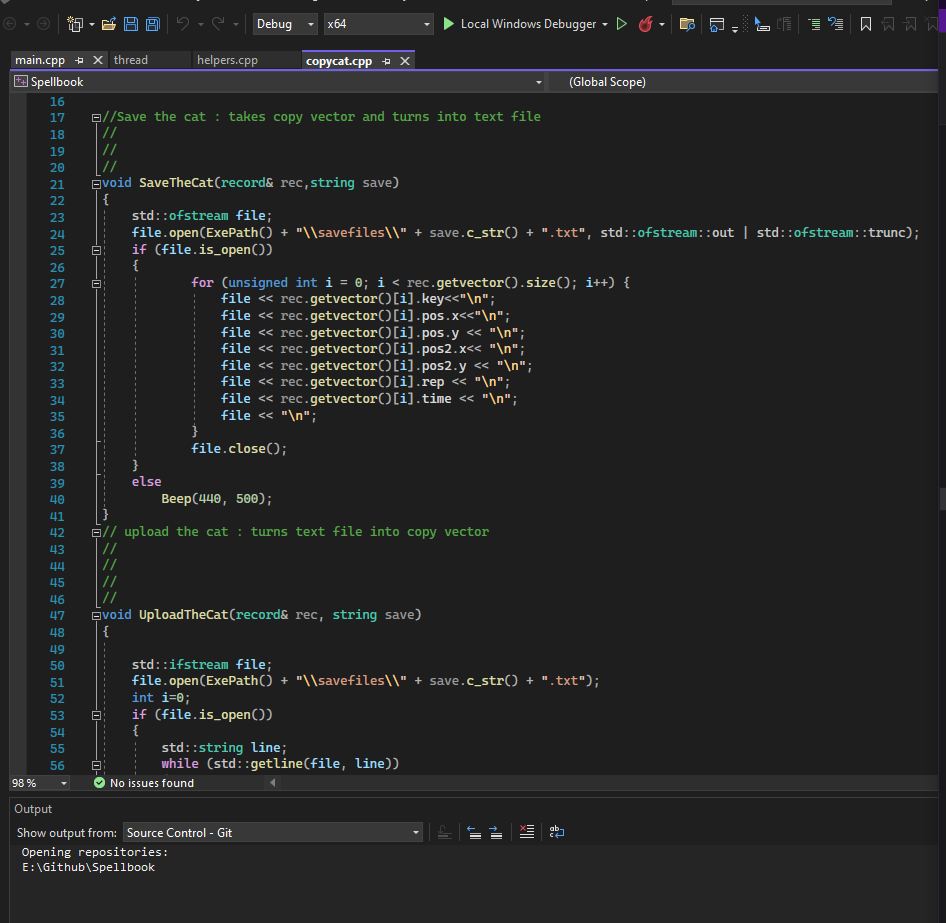 Debug x64 Local Windows Debugger
main.cpp thread helpers.cpp copycat.cpp
Spellbook (Global Scope)
16
17 //Save the cat : takes copy vector and turns into text file
18 //
19 //
20 //
21 void SaveTheCat(record& rec,string save)
22 {
23 std::ofstream file;
24 file.open(ExePath() + "\\savefiles\\" + save.c_str() + ".txt", std::ofstream::out | std::ofstream::trunc);
25 if (file.is_open())
26 {
27 for (unsigned int i = 0; i < rec.getvector().size(); i++) {
28 file << rec.getvector()[i].key<<"\n";
29 file << rec.getvector()[i].pos.x<<"\n";
30 file << rec.getvector()[i].pos.y << "\n";
31 file << rec.getvector()[i].pos2.x<< "\n";
32 file << rec.getvector()[i].pos2.y << "\n";
33 file << rec.getvector()[i].rep << "\n";
34 file << rec.getvector()[i].time << "\n";
35 file << "\n";
36 }
37 file.close();
38 }
39 else
40 Beep(440, 500);
41 }
42 // upload the cat : turns text file into copy vector
43 //
44 //
45 //
46 //
47 void UploadTheCat(record& rec, string save)
48 {
49
50 std::ifstream file;
51 file.open(ExePath() + "\\savefiles\\" + save.c_str() + ".txt");
52 int i=0;
53 if (file.is_open())
54 {
55 std::string line;
56 while (std::getline(file, line))
98 % No issues found
Output
Show output from: Source Control - Git
Opening repositories:
E:\Github\Spellbook